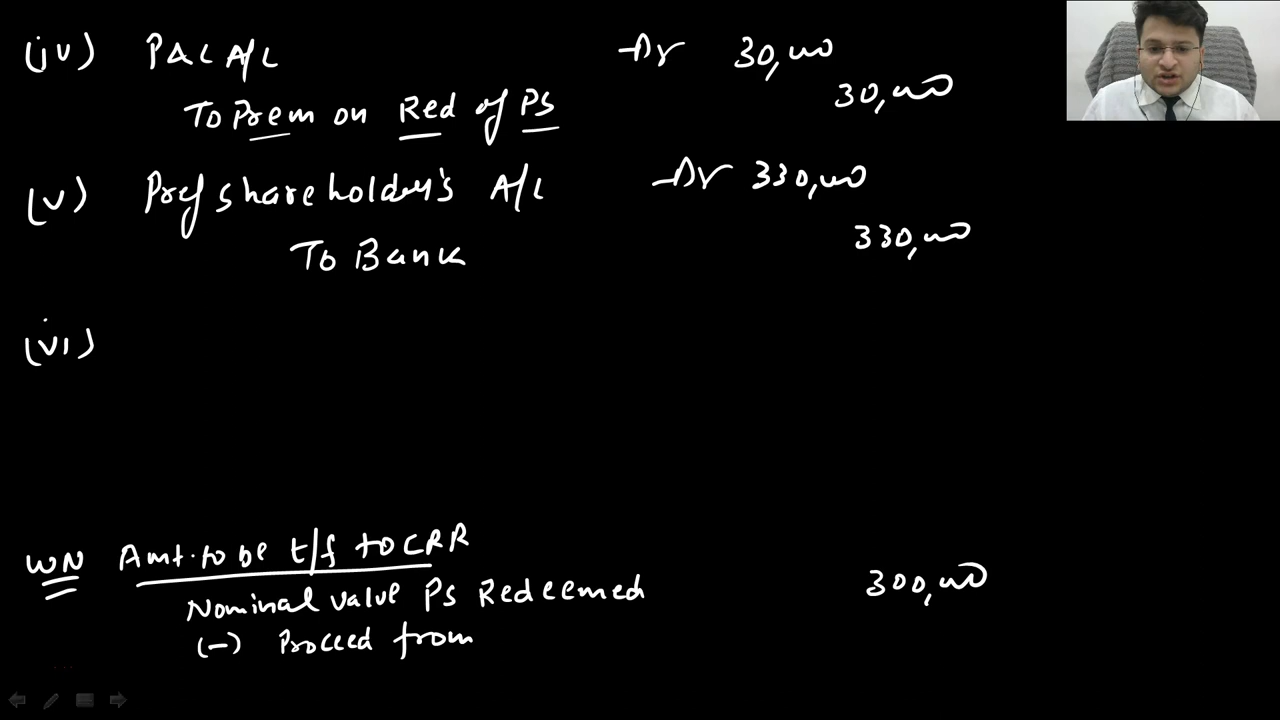 (iv) P&L A/L Dr 30,000
30,000
To Prem on Red of PS
(v) Pref shareholder's A/L Dr 330,000
330,000
To Bank
(vi)
WN Amt. to be t/f to CRR
Nominal value PS Redeemed 300,000
(-) Proceed from